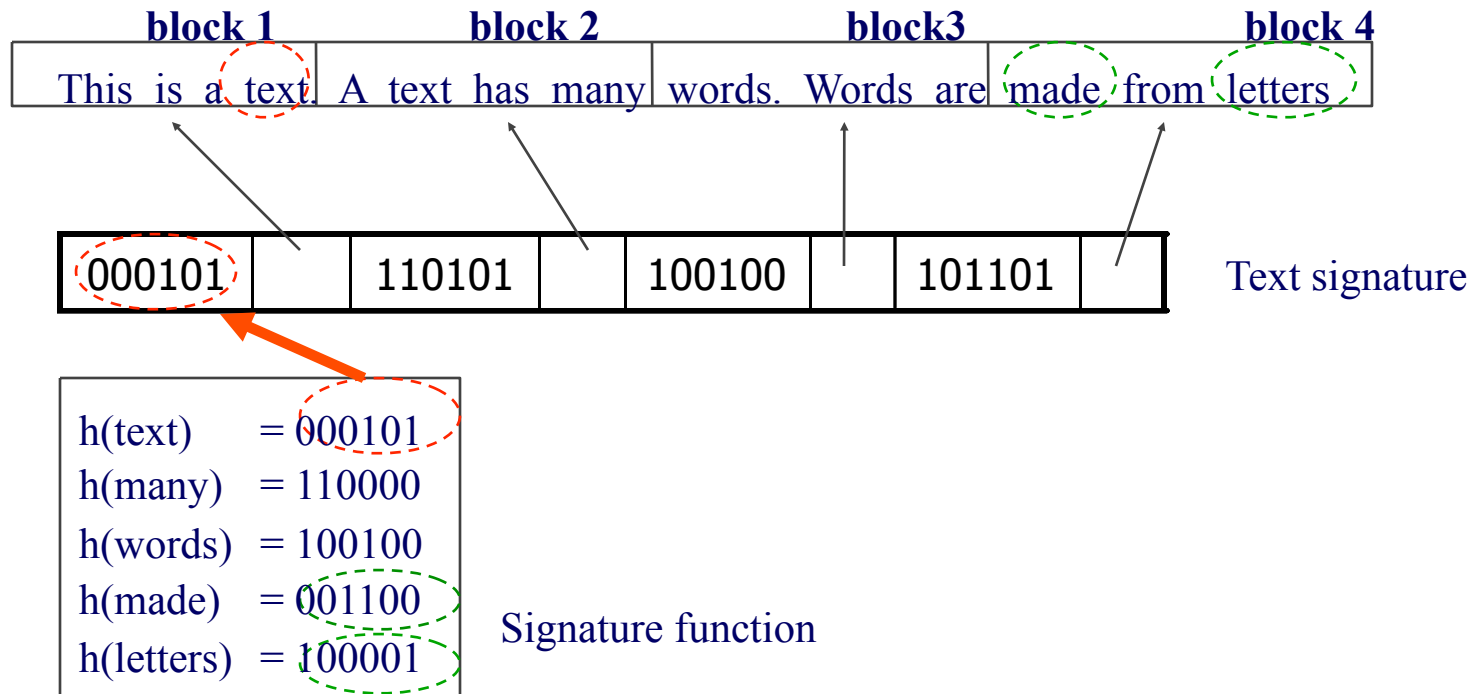 block 1 block 2 block3 block 4
This is a text. A text has many words. Words are made from letters
000101 110101 100100 101101 Text signature
h(text) = 000101
h(many) = 110000
h(words) = 100100
h(made) = 001100
Signature function
h(letters) = 100001